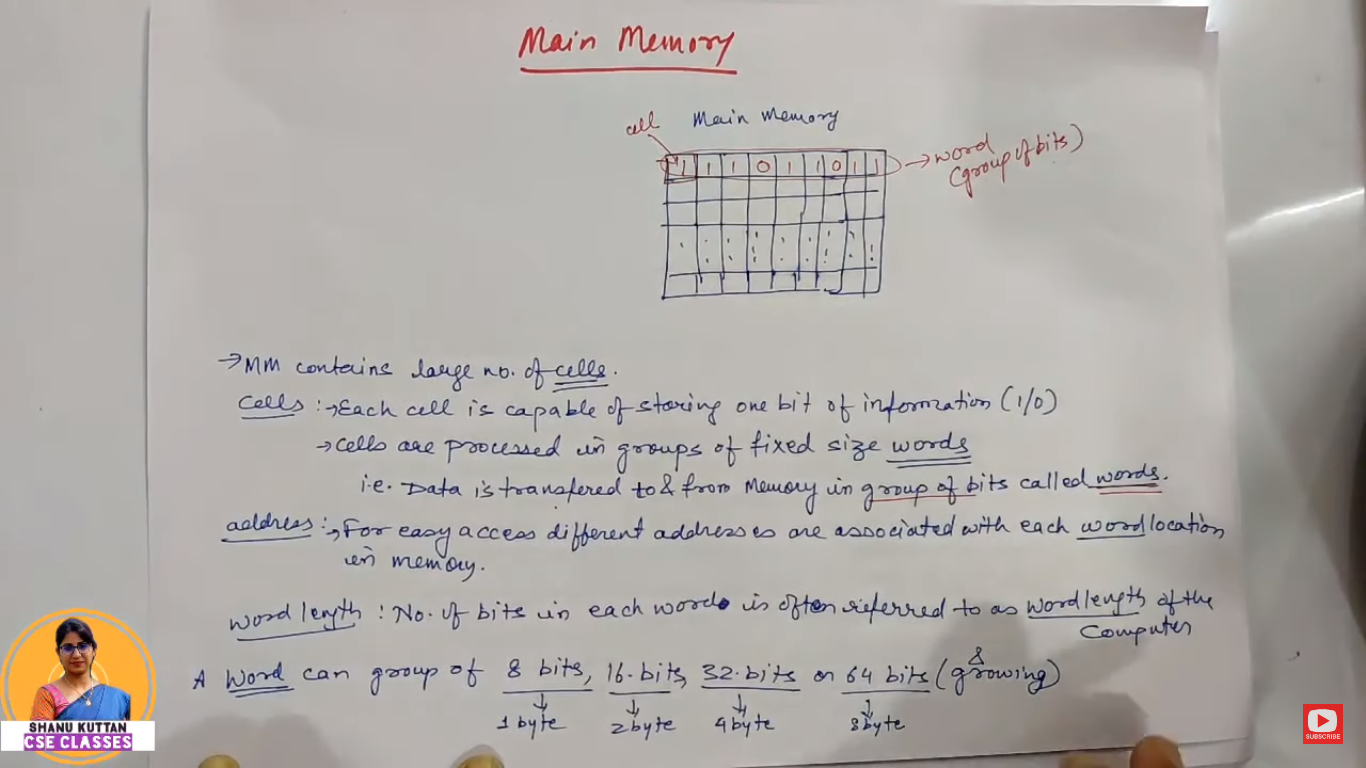 Main Memory
cell Main Memory
1 1 1 0 1 1 0 1 1 → word
(group of bits)
→ MM contains large no. of cells.
Cells :→ Each cell is capable of storing one bit of information (1/0)
→ cells are processed in groups of fixed size words
i.e. Data is transfered to & from Memory in group of bits called words.
address :→ For easy access different addresses are associated with each word location
in memory.
word length : No. of bits in each word is often referred to as wordlength of the
Computer
A Word can group of 8 bits, 16. bits, 32. bits or 64 bits (& growing)
1 byte 2 byte 4 byte 8 byte
SHANU KUTTAN
CSE CLASSES
SUBSCRIBE